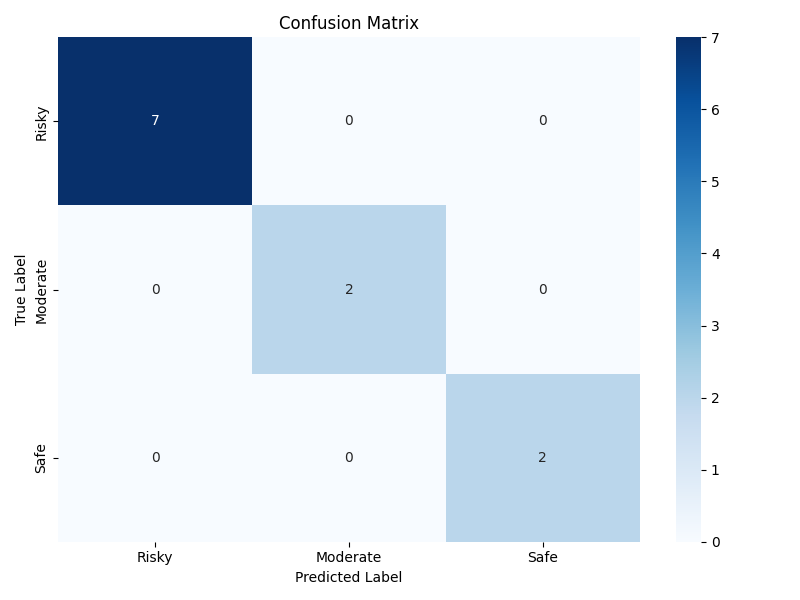 Confusion Matrix
True Label
Risky
7 0 0
Moderate
0 2 0
Safe
0 0 2
Risky Moderate Safe
Predicted Label
7
6
5
4
3
2
1
0